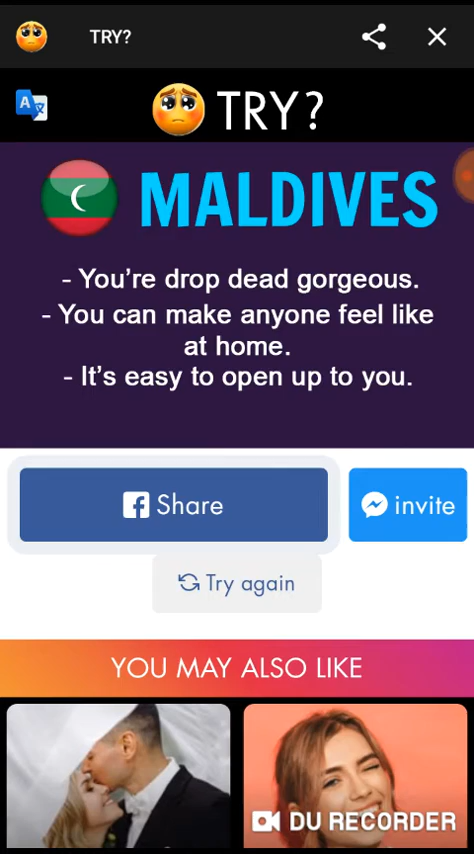 TRY?
TRY?
MALDIVES
- You’re drop dead gorgeous.
- You can make anyone feel like
at home.
- It’s easy to open up to you.
Share
invite
Try again
YOU MAY ALSO LIKE
DU RECORDER